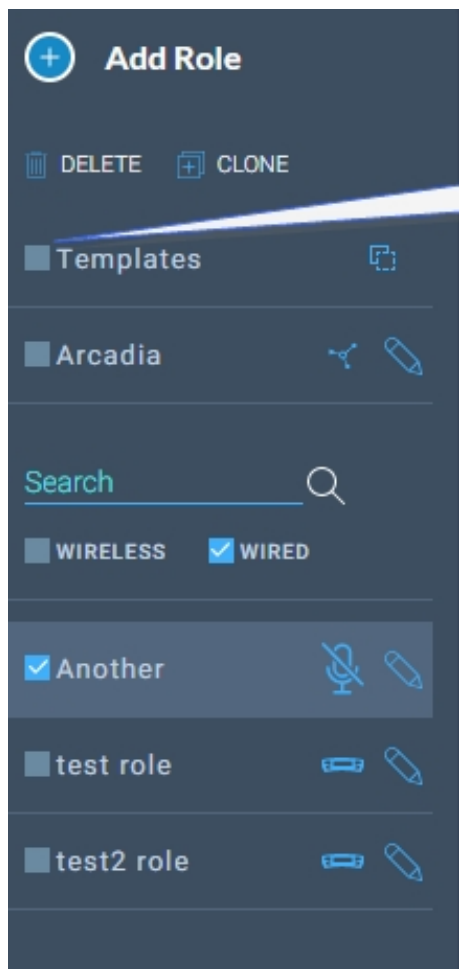 Add Role
DELETE CLONE
Templates
Arcadia
Search
WIRELESS WIRED
Another
test role
test2 role